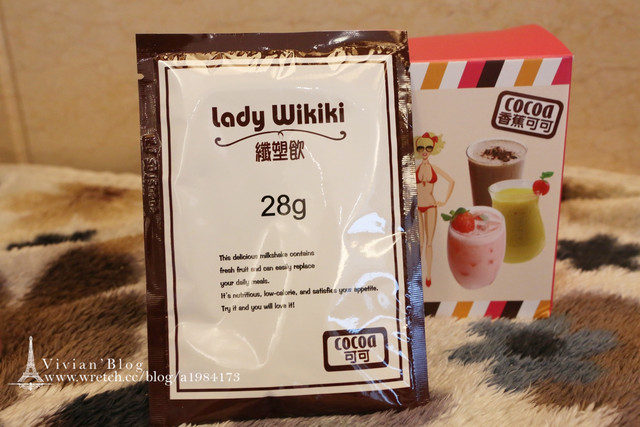 Lady Wikiki
纖塑飲
28g
This delicious milkshake contains
fresh fruit and can easily replace
your daily meals.
It's nutritious, low-calorie, and satisfies your appetite.
Try it and you will love it!
COCOA
可可
COCOA
香蕉可可
Vivian'Blog
www.wretch.cc/blog/a1984173